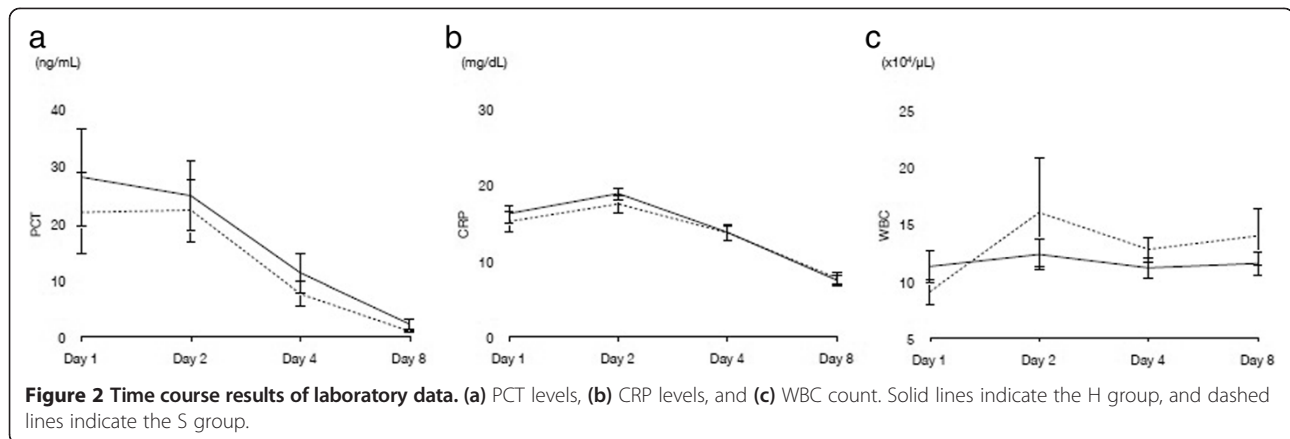 a
(ng/mL)
40
30
20
10
0
PCT
Day 1 Day 2 Day 4 Day 8
b
(mg/dL)
30
20
10
0
CRP
Day 1 Day 2 Day 4 Day 8
c
(x10⁴/μL)
25
20
15
10
5
WBC
Day 1 Day 2 Day 4 Day 8
Figure 2 Time course results of laboratory data. (a) PCT levels, (b) CRP levels, and (c) WBC count. Solid lines indicate the H group, and dashed
lines indicate the S group.